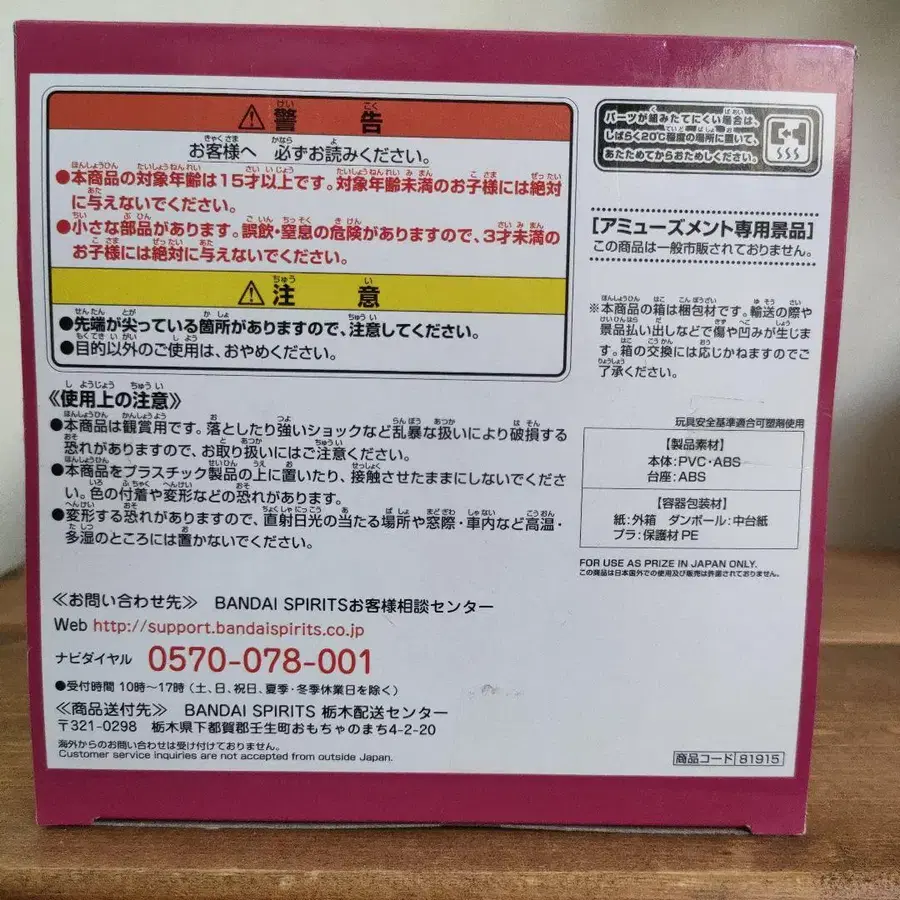 ⚠警告
お客様へ 必ずお読みください。
●本商品の対象年齢は15才以上です。対象年齢未満のお子様には絶対
に与えないでください。
●小さな部品があります。誤飲・窒息の危険がありますので、3才未満の
お子様には絶対に与えないでください。
⚠注意
●先端が尖っている箇所がありますので、注意してください。
●目的以外のご使用は、おやめください。
《使用上の注意》
●本商品は観賞用です。落としたり強いショックなど乱暴な扱いにより破損する
恐れがありますので、お取り扱いにはご注意ください。
●本商品をプラスチック製品の上に置いたり、接触させたままにしないでくださ
い。色の付着や変形などの恐れがあります。
●変形する恐れがありますので、直射日光の当たる場所や窓際・車内など高温・
多湿のところには置かないでください。
≪お問い合わせ先≫ BANDAI SPIRITSお客様相談センター
Web http://support.bandaispirits.co.jp
ナビダイヤル 0570-078-001
●受付時間 10時~17時(土、日、祝日、夏季・冬季休業日を除く)
≪商品送付先≫ BANDAI SPIRITS 栃木配送センター
〒321-0298 栃木県下都賀郡壬生町おもちゃのまち4-2-20
海外からのお問い合わせは受け付けておりません。
Customer service inquiries are not accepted from outside Japan.
パーツが組みたてにくい場合は、
しばらく20℃程度の場所に置いて、
あたためてからお試しください。
[アミューズメント専用景品]
この商品は一般市販されておりません。
※本商品の箱は梱包材です。輸送の際や
景品払い出しなどで傷や凹みが生じま
す。箱の交換には応じかねますのでご
了承ください。
玩具安全基準適合可塑剤使用
【製品素材】
本体:PVC・ABS
台座:ABS
【容器包装材】
紙:外箱 ダンボール:中台紙
プラ:保護材PE
FOR USE AS PRIZE IN JAPAN ONLY.
この商品は日本国外での使用及び販売は許諾されておりません。
商品コード 81915